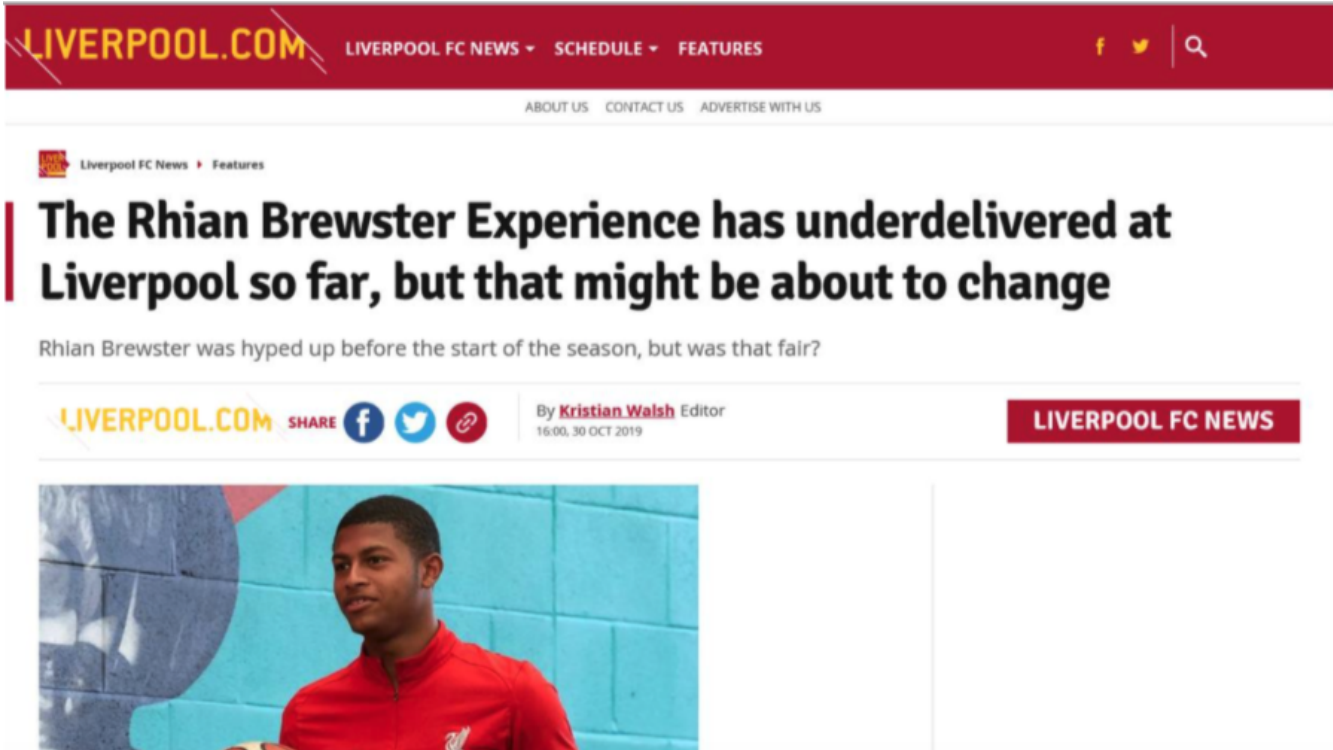 LIVERPOOL.COM
LIVERPOOL FC NEWS SCHEDULE FEATURES
ABOUT US CONTACT US ADVERTISE WITH US
Liverpool FC News Features
The Rhian Brewster Experience has underdelivered at
Liverpool so far, but that might be about to change
Rhian Brewster was hyped up before the start of the season, but was that fair?
LIVERPOOL.COM SHARE
By Kristian Walsh Editor
16:00, 30 OCT 2019
LIVERPOOL FC NEWS